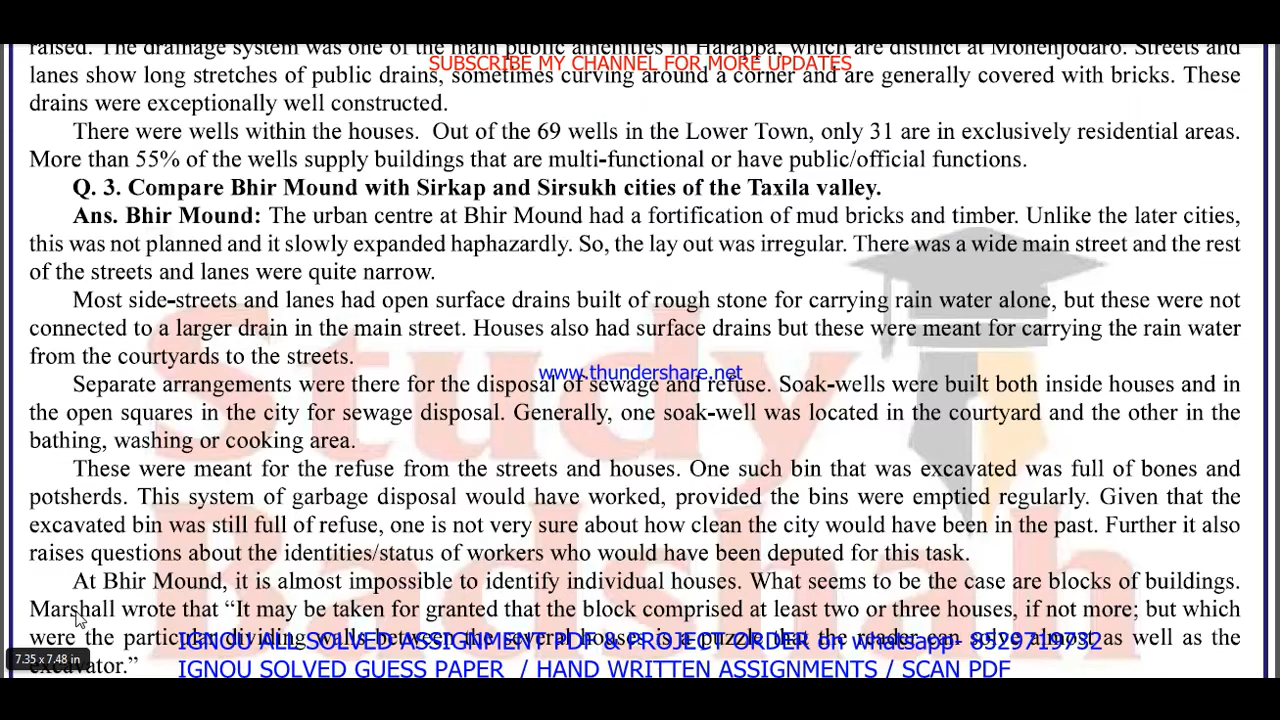 raised. The drainage system was one of the main public amenities in Harappa, which are distinct at Mohenjodaro. Streets and
SUBSCRIBE MY CHANNEL FOR MORE UPDATES
lanes show long stretches of public drains, sometimes curving around a corner and are generally covered with bricks. These
drains were exceptionally well constructed.
There were wells within the houses. Out of the 69 wells in the Lower Town, only 31 are in exclusively residential areas.
More than 55% of the wells supply buildings that are multi-functional or have public/official functions.
Q. 3. Compare Bhir Mound with Sirkap and Sirsukh cities of the Taxila valley.
Ans. Bhir Mound: The urban centre at Bhir Mound had a fortification of mud bricks and timber. Unlike the later cities,
this was not planned and it slowly expanded haphazardly. So, the lay out was irregular. There was a wide main street and the rest
of the streets and lanes were quite narrow.
Most side-streets and lanes had open surface drains built of rough stone for carrying rain water alone, but these were not
connected to a larger drain in the main street. Houses also had surface drains but these were meant for carrying the rain water
from the courtyards to the streets.
www.thundershare.net
Separate arrangements were there for the disposal of sewage and refuse. Soak-wells were built both inside houses and in
the open squares in the city for sewage disposal. Generally, one soak-well was located in the courtyard and the other in the
bathing, washing or cooking area.
These were meant for the refuse from the streets and houses. One such bin that was excavated was full of bones and
potsherds. This system of garbage disposal would have worked, provided the bins were emptied regularly. Given that the
excavated bin was still full of refuse, one is not very sure about how clean the city would have been in the past. Further it also
raises questions about the identities/status of workers who would have been deputed for this task.
At Bhir Mound, it is almost impossible to identify individual houses. What seems to be the case are blocks of buildings.
Marshall wrote that “It may be taken for granted that the block comprised at least two or three houses, if not more; but which
were the particular dividing walls between the several houses is a puzzle that the reader can solve almost as well as the
IGNOU ALL SOLVED ASSIGNMENT PDF & PROJECT ORDER on whatsapp- 8529719732
excavator.”
7.35 x 7.48 in
IGNOU SOLVED GUESS PAPER / HAND WRITTEN ASSIGNMENTS / SCAN PDF
Study
Badshah